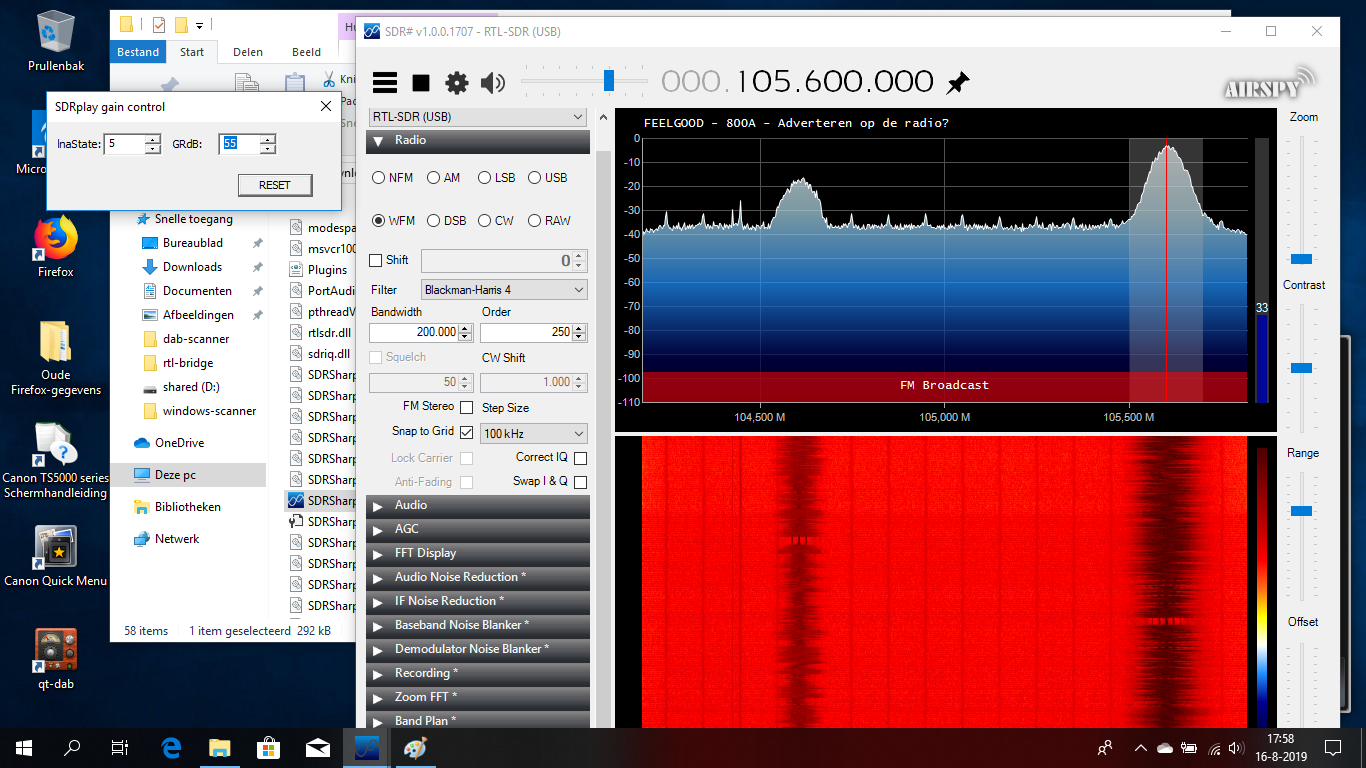 Prullenbak
Micro
Firefox
Oude
Firefox-gegevens
Canon TS5000 series
Schermhandleiding
Canon Quick Menu
qt-dab
Hu
Bestand
Start
Delen
Beeld
Kni
Pad
Sne
SDRplay gain control
lnaState:
5
GRdB:
55
RESET
Snelle toegang
Bureaublad
Downloads
Documenten
Afbeeldingen
dab-scanner
rtl-bridge
shared (D:)
windows-scanner
OneDrive
Deze pc
Bibliotheken
Netwerk
wnl
modespa
msvcr100
Plugins
PortAudi
pthreadV
rtlsdr.dll
sdriq.dll
SDRSharp
SDRSharp
SDRSharp
SDRSharp
SDRSharp
SDRSharp
SDRSharp
SDRSharp
SDRSharp
SDRSharp
SDRSharp
SDRSharp
58 items
1 item geselecteerd 292 kB
SDR# v1.0.0.1707 - RTL-SDR (USB)
000.105.600.000
AIRSPY
RTL-SDR (USB)
Radio
NFM
AM
LSB
USB
WFM
DSB
CW
RAW
Shift
0
Filter
Blackman-Harris 4
Bandwidth
Order
200.000
250
Squelch
CW Shift
50
1.000
FM Stereo
Step Size
Snap to Grid
100 kHz
Lock Carrier
Correct IQ
Anti-Fading
Swap I & Q
Audio
AGC
FFT Display
Audio Noise Reduction *
IF Noise Reduction *
Baseband Noise Blanker *
Demodulator Noise Blanker *
Recording *
Zoom FFT *
Band Plan *
FEELGOOD - 800A - Adverteren op de radio?
0
-10
-20
-30
-40
-50
-60
-70
-80
-90
-100
-110
FM Broadcast
104,500 M
105,000 M
105,500 M
33
Zoom
Contrast
Range
Offset
17:58
16-8-2019